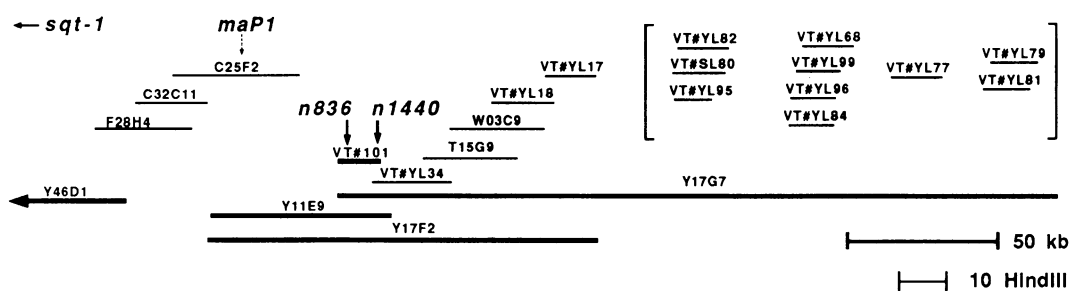 sqt-1
maP1
C25F2
C32C11
F28H4
n836
n1440
VT#YL17
VT#YL18
W03C9
VT#101
T15G9
VT#YL34
VT#YL82
VT#SL80
VT#YL95
VT#YL68
VT#YL99
VT#YL96
VT#YL84
VT#YL77
VT#YL79
VT#YL81
Y46D1
Y17G7
Y11E9
Y17F2
50 kb
10 HindIII